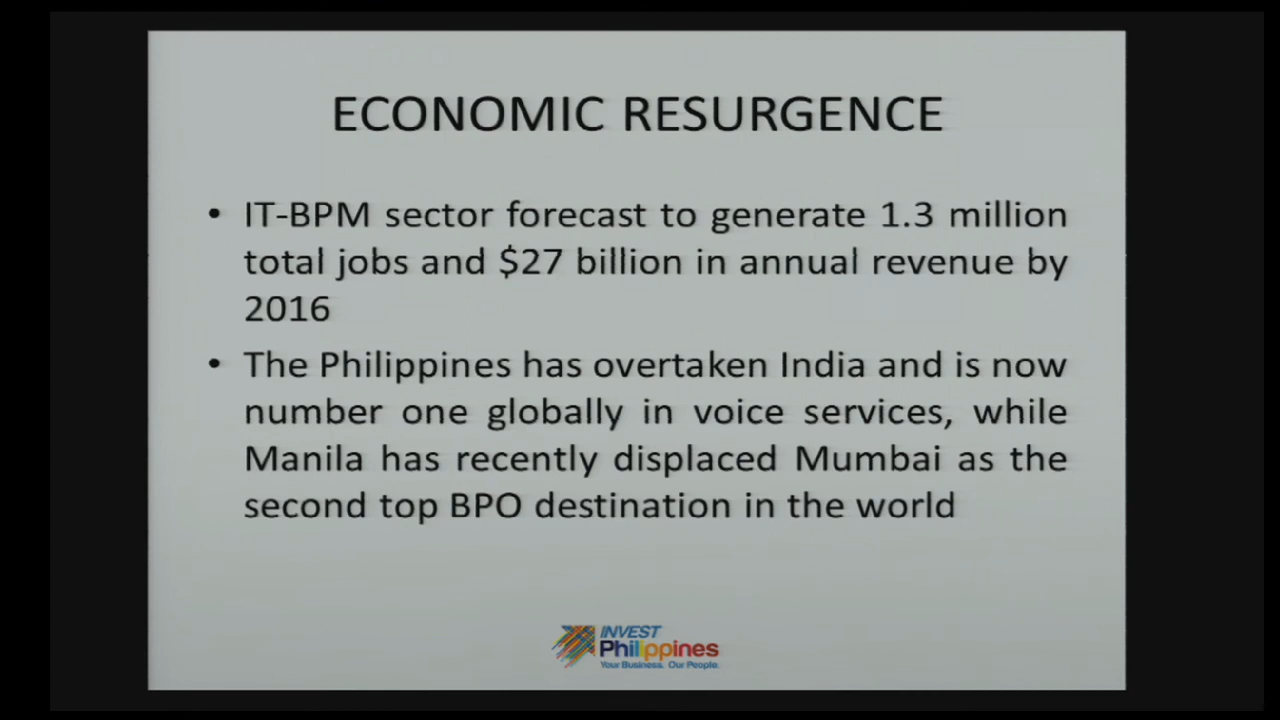 ECONOMIC RESURGENCE
• IT-BPM sector forecast to generate 1.3 million
total jobs and $27 billion in annual revenue by
2016
• The Philippines has overtaken India and is now
number one globally in voice services, while
Manila has recently displaced Mumbai as the
second top BPO destination in the world
INVEST
Philippines
Your Business. Our People.